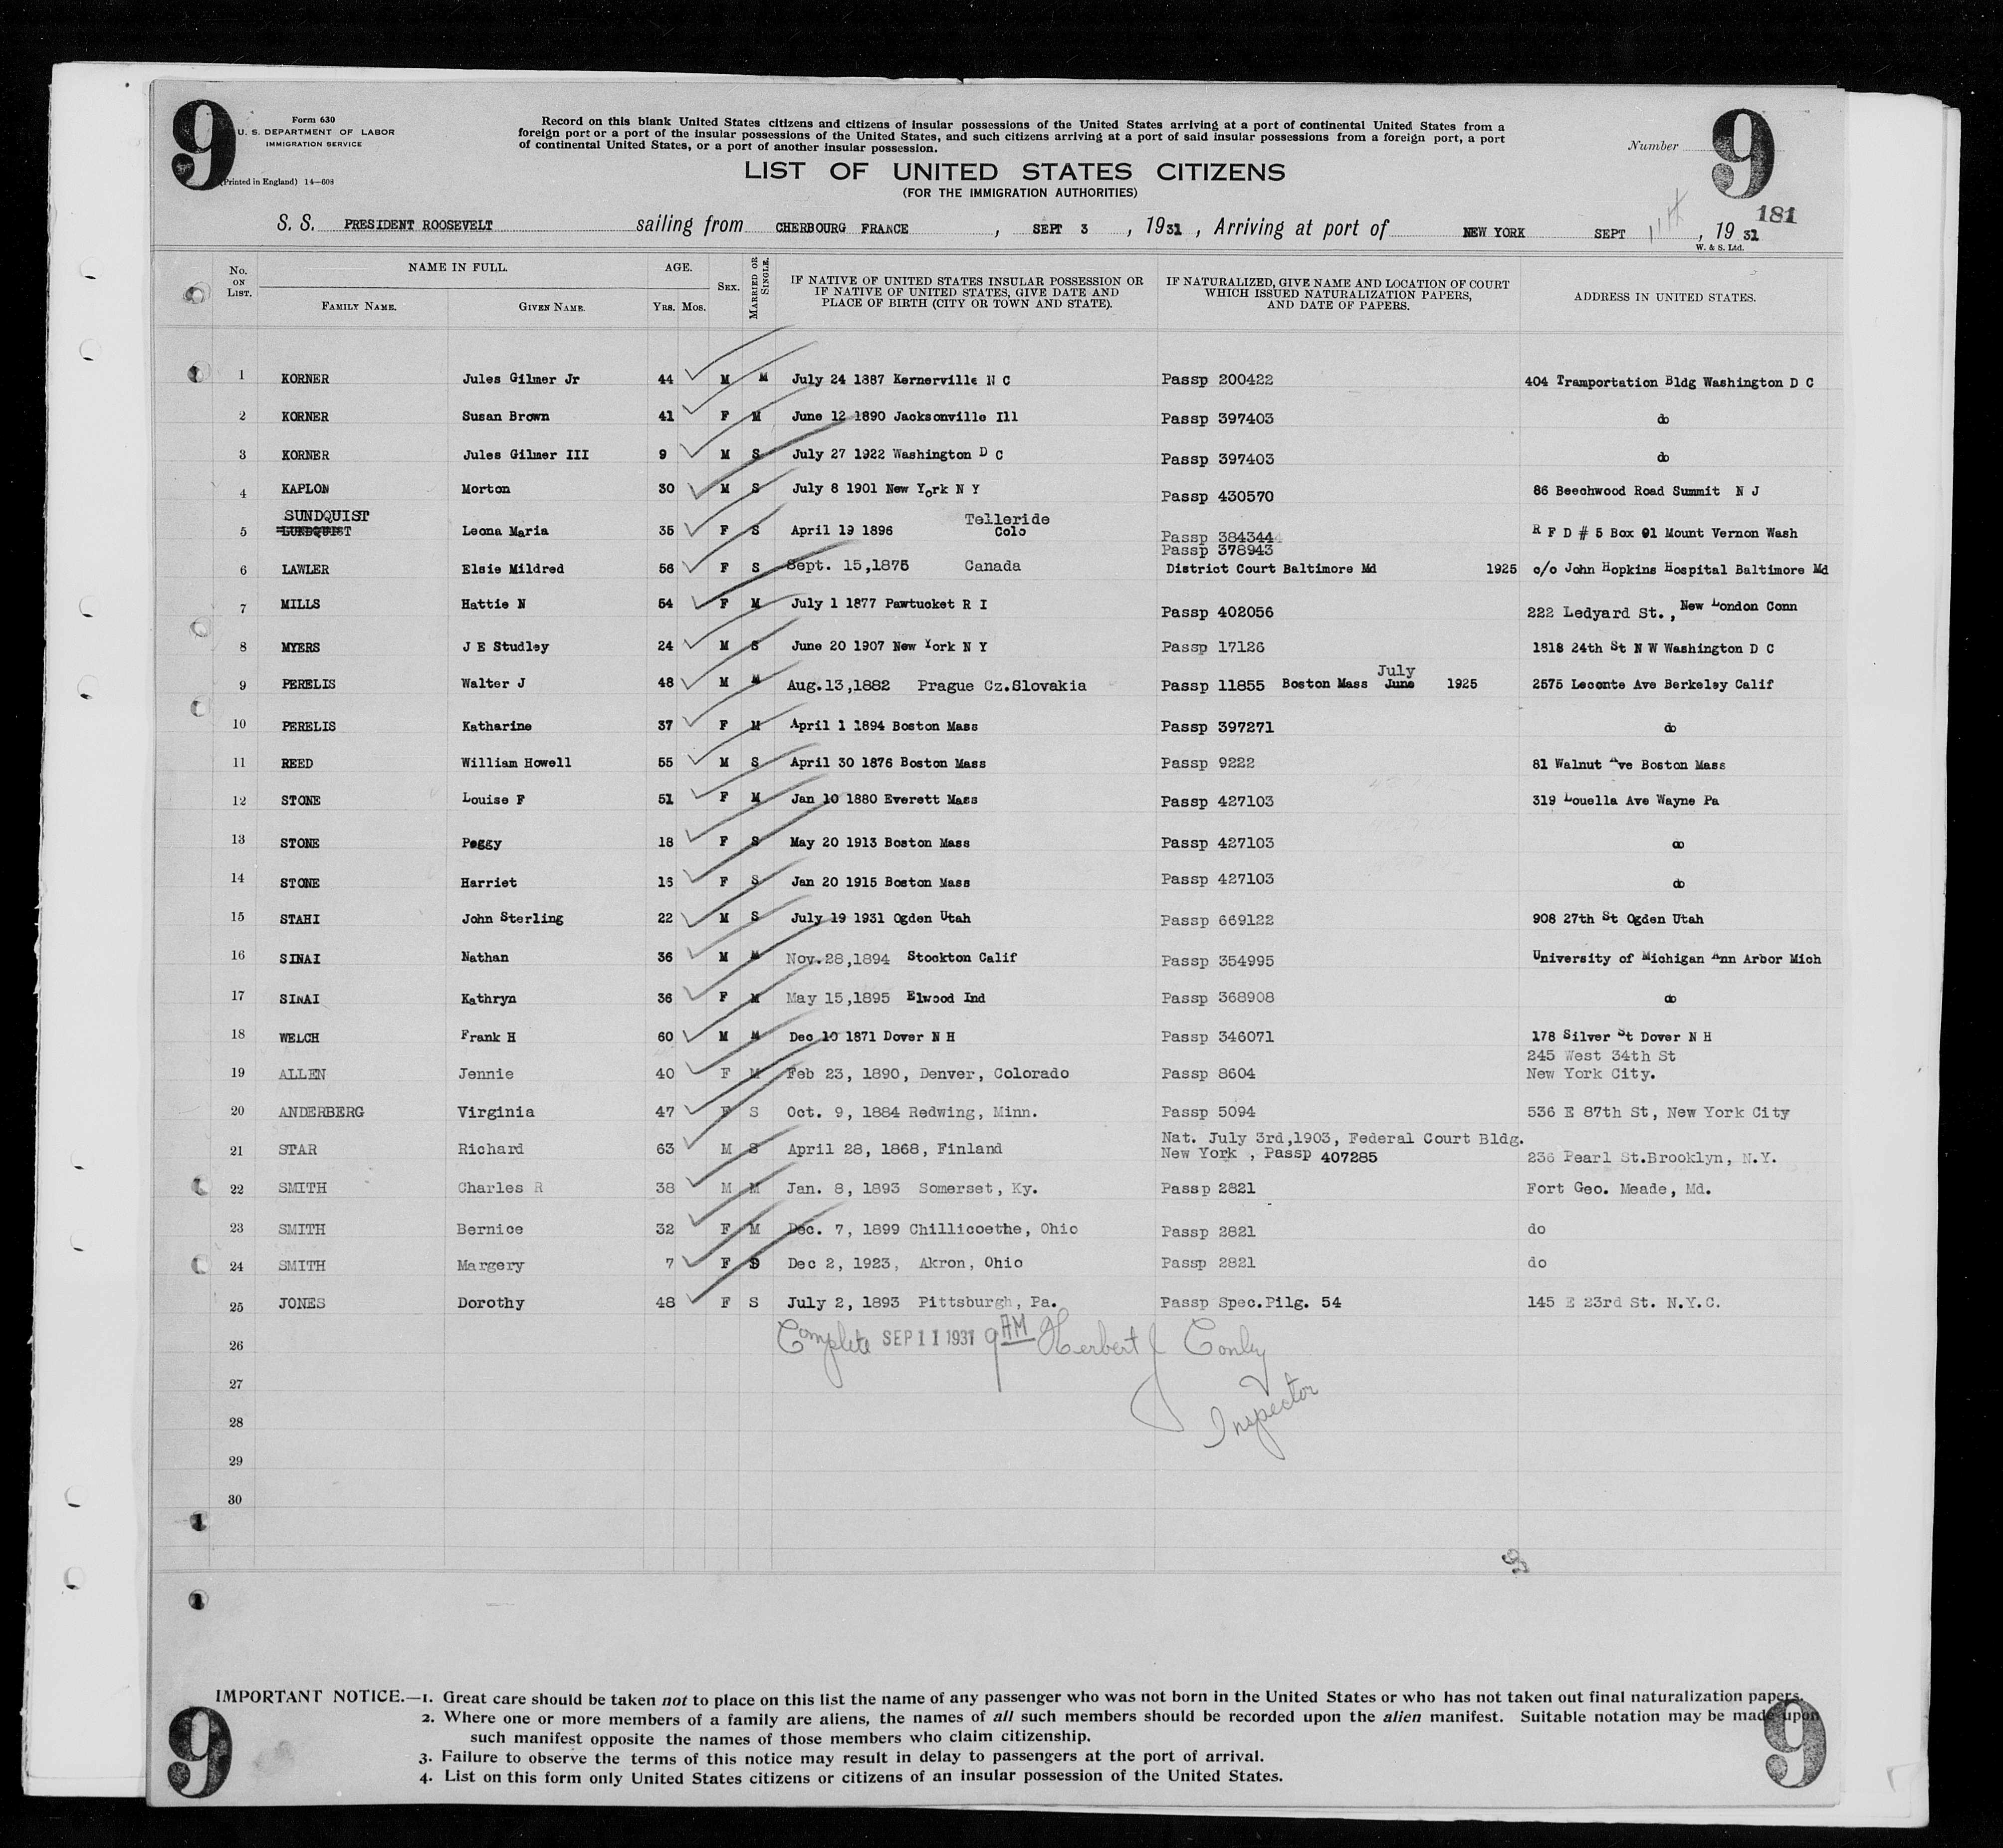 9
Form 630
U. S. DEPARTMENT OF LABOR
IMMIGRATION SERVICE
(Printed in England) 14—608
Record on this blank United States citizens and citizens of insular possessions of the United States arriving at a port of continental United States from a
foreign port or a port of the insular possessions of the United States, and such citizens arriving at a port of said insular possessions from a foreign port, a port
of continental United States, or a port of another insular possession.
LIST OF UNITED STATES CITIZENS
(FOR THE IMMIGRATION AUTHORITIES)
Number 9
181
S. S. PRESIDENT ROOSEVELT sailing from CHERBOURG FRANCE , SEPT 3 , 1931 , Arriving at port of NEW YORK SEPT 11th , 19 31
W. & S. Ltd.
No. ON LIST. NAME IN FULL. AGE. SEX. MARRIED OR SINGLE. IF NATIVE OF UNITED STATES INSULAR POSSESSION OR IF NATIVE OF UNITED STATES, GIVE DATE AND PLACE OF BIRTH (CITY OR TOWN AND STATE). IF NATURALIZED, GIVE NAME AND LOCATION OF COURT WHICH ISSUED NATURALIZATION PAPERS, AND DATE OF PAPERS. ADDRESS IN UNITED STATES.
FAMILY NAME. GIVEN NAME. YRS. MOS.
1 KORNER Jules Gilmer Jr 44 M M July 24 1887 Kernerville N C Passp 200422 404 Tramportation Bldg Washington D C
2 KORNER Susan Brown 41 F M June 12 1890 Jacksonville Ill Passp 397403 do
3 KORNER Jules Gilmer III 9 M S July 27 1922 Washington D C Passp 397403 do
4 KAPLON Morton 30 M S July 8 1901 New York N Y Passp 430570 86 Beechwood Road Summit N J
SUNDQUIST Telleride
5 LUNDQUIST Leona Maria 35 F S April 19 1896 Colo Passp 384344 R F D # 5 Box 91 Mount Vernon Wash
Passp 378943
6 LAWLER Elsie Mildred 56 F S Sept. 15,1875 Canada District Court Baltimore Md 1925 c/o John Hopkins Hospital Baltimore Md
7 MILLS Hattie N 54 F M July 1 1877 Pawtucket R I Passp 402056 222 Ledyard St., New London Conn
8 MYERS J E Studley 24 M S June 20 1907 New York N Y Passp 17126 1818 24th St N W Washington D C
July
9 PERELIS Walter J 48 M M Aug.13,1882 Prague Cz.Slovakia Passp 11855 Boston Mass June 1925 2575 Leconte Ave Berkeley Calif
10 PERELIS Katharine 37 F M April 1 1894 Boston Mass Passp 397271 do
11 REED William Howell 55 M S April 30 1876 Boston Mass Passp 9222 81 Walnut Ave Boston Mass
12 STONE Louise F 51 F M Jan 10 1880 Everett Mass Passp 427103 319 Louella Ave Wayne Pa
13 STONE Peggy 18 F S May 20 1913 Boston Mass Passp 427103 do
14 STONE Harriet 16 F S Jan 20 1915 Boston Mass Passp 427103 do
15 STAHI John Sterling 22 M S July 19 1931 Ogden Utah Passp 669122 908 27th St Ogden Utah
16 SINAI Nathan 36 M M Nov.28,1894 Stockton Calif Passp 354995 University of Michigan Ann Arbor Mich
17 SINAI Kathryn 36 F M May 15,1895 Elwood Ind Passp 368908 do
18 WELCH Frank H 60 M M Dec 10 1871 Dover N H Passp 346071 178 Silver St Dover N H
245 West 34th St
19 ALLEN Jennie 40 F M Feb 23, 1890, Denver, Colorado Passp 8604 New York City.
20 ANDERBERG Virginia 47 F S Oct. 9, 1884 Redwing, Minn. Passp 5094 536 E 87th St, New York City
Nat. July 3rd,1903, Federal Court Bldg.
21 STAR Richard 63 M S April 28, 1868, Finland New York , Passp 407285 236 Pearl St.Brooklyn, N.Y.
22 SMITH Charles R 38 M M Jan. 8, 1893 Somerset, Ky. Passp 2821 Fort Geo. Meade, Md.
23 SMITH Bernice 32 F M Dec. 7, 1899 Chillicoethe, Ohio Passp 2821 do
24 SMITH Margery 7 F S Dec 2, 1923, Akron, Ohio Passp 2821 do
25 JONES Dorothy 48 F S July 2, 1893 Pittsburgh, Pa. Passp Spec.Pilg. 54 145 E 23rd St. N.Y.C.
26 Complete SEP 11 1931 9 AM Herbert J Conley
27 Inspector
28
29
30
IMPORTANT NOTICE.—1. Great care should be taken not to place on this list the name of any passenger who was not born in the United States or who has not taken out final naturalization papers.
2. Where one or more members of a family are aliens, the names of all such members should be recorded upon the alien manifest. Suitable notation may be made upon
such manifest opposite the names of those members who claim citizenship.
3. Failure to observe the terms of this notice may result in delay to passengers at the port of arrival.
4. List on this form only United States citizens or citizens of an insular possession of the United States.
9
9